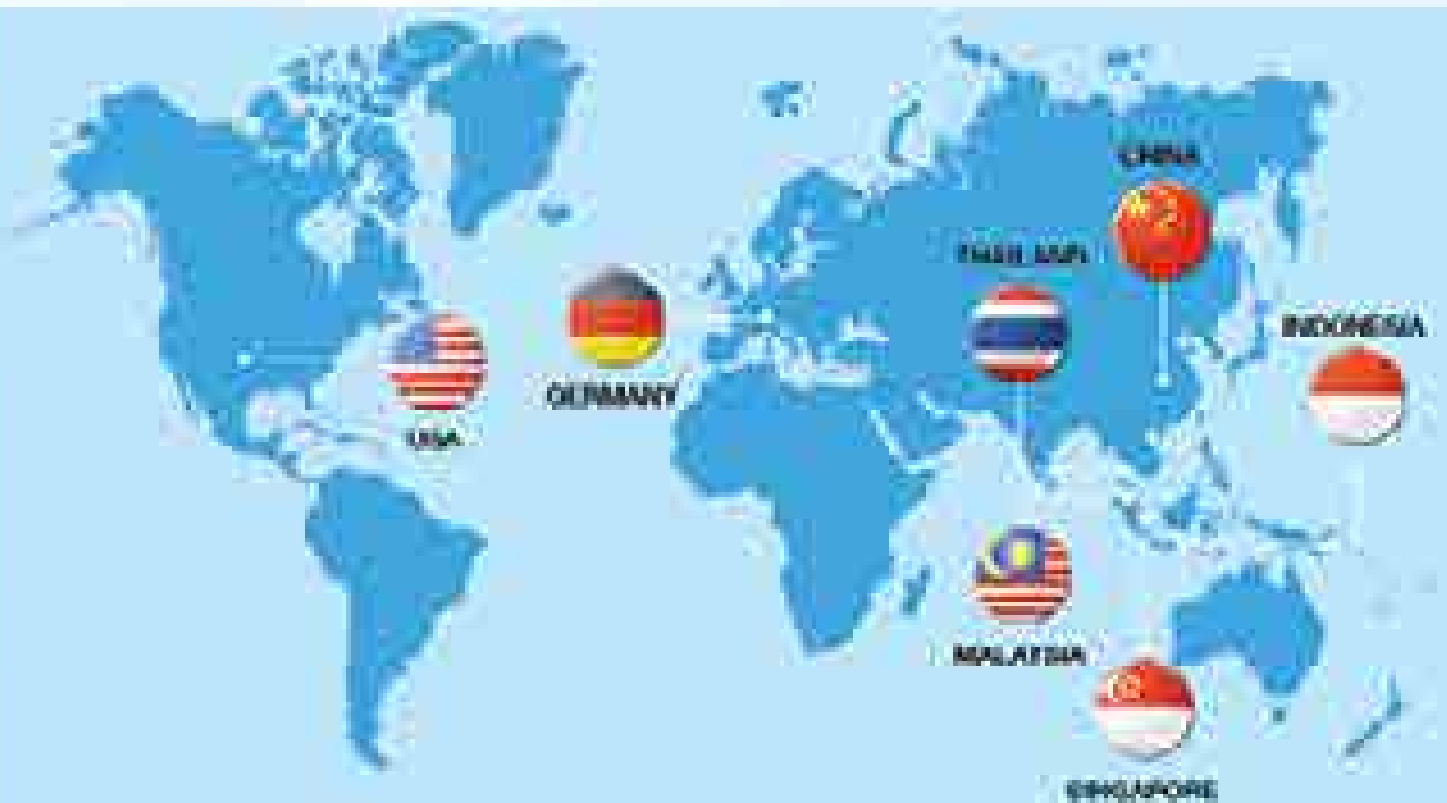 CHINA
THAILAND
INDONESIA
GERMANY
USA
MALAYSIA
SINGAPORE